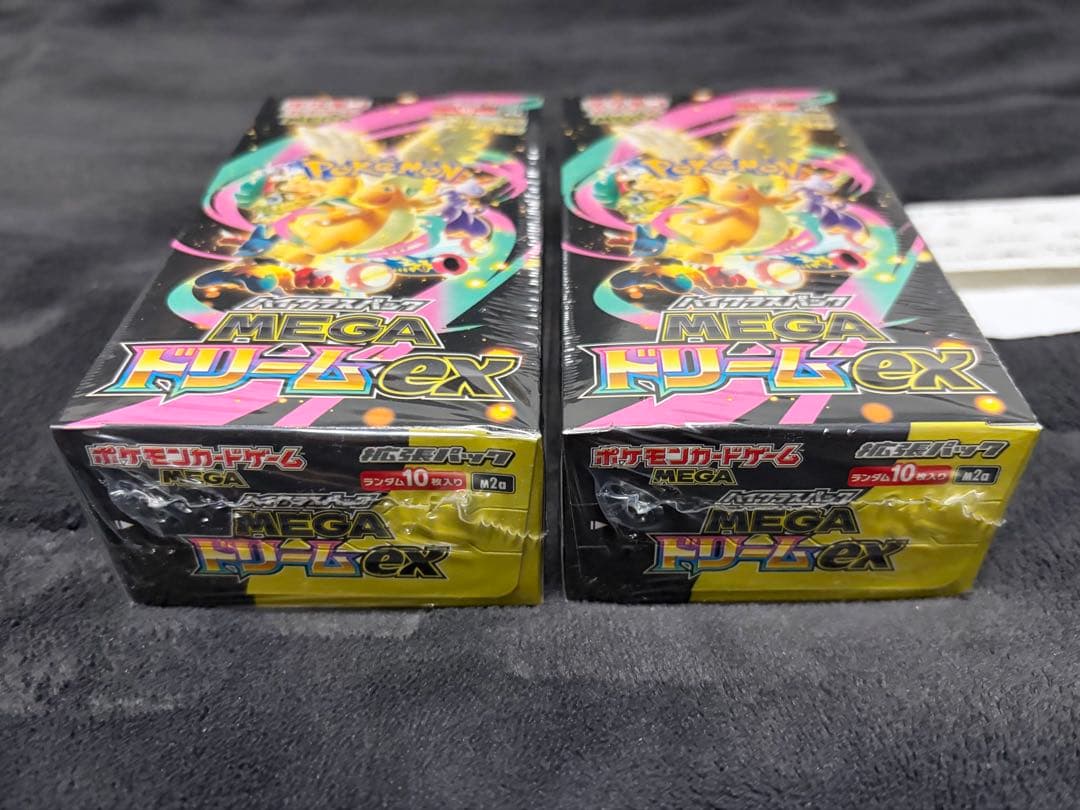 POKÉMON
ハイクラスパック
MEGA
ドリームex
ポケモンカードゲーム
MEGA
拡張パック
ランダム10枚入り
M2a
ハイクラスパック
MEGA
ドリームex
POKÉMON
ハイクラスパック
MEGA
ドリームex
ポケモンカードゲーム
MEGA
拡張パック
ランダム10枚入り
M2a
ハイクラスパック
MEGA
ドリームex